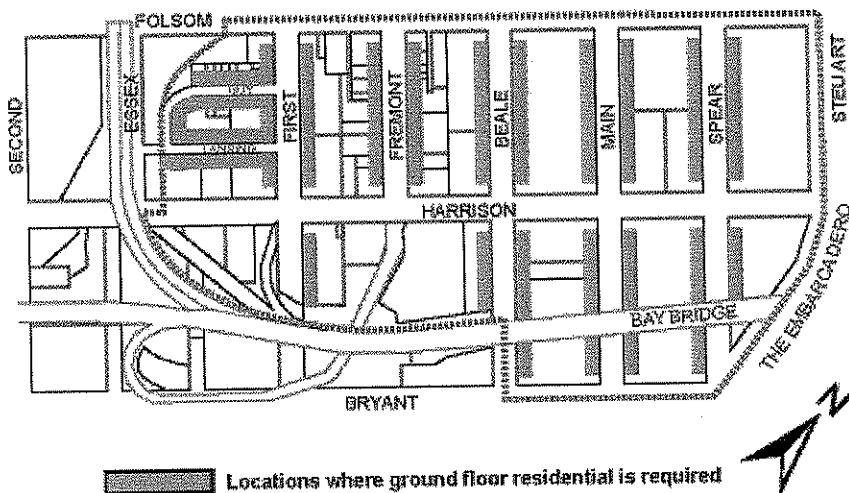 FOLSOM
SECOND
ESSEX
FIRST
FREMONT
BEALE
MAIN
SPEAR
STEUART
LANSING
HARRISON
BAY BRIDGE
THE EMBARCADERO
BRYANT
N
Locations where ground floor residential is required